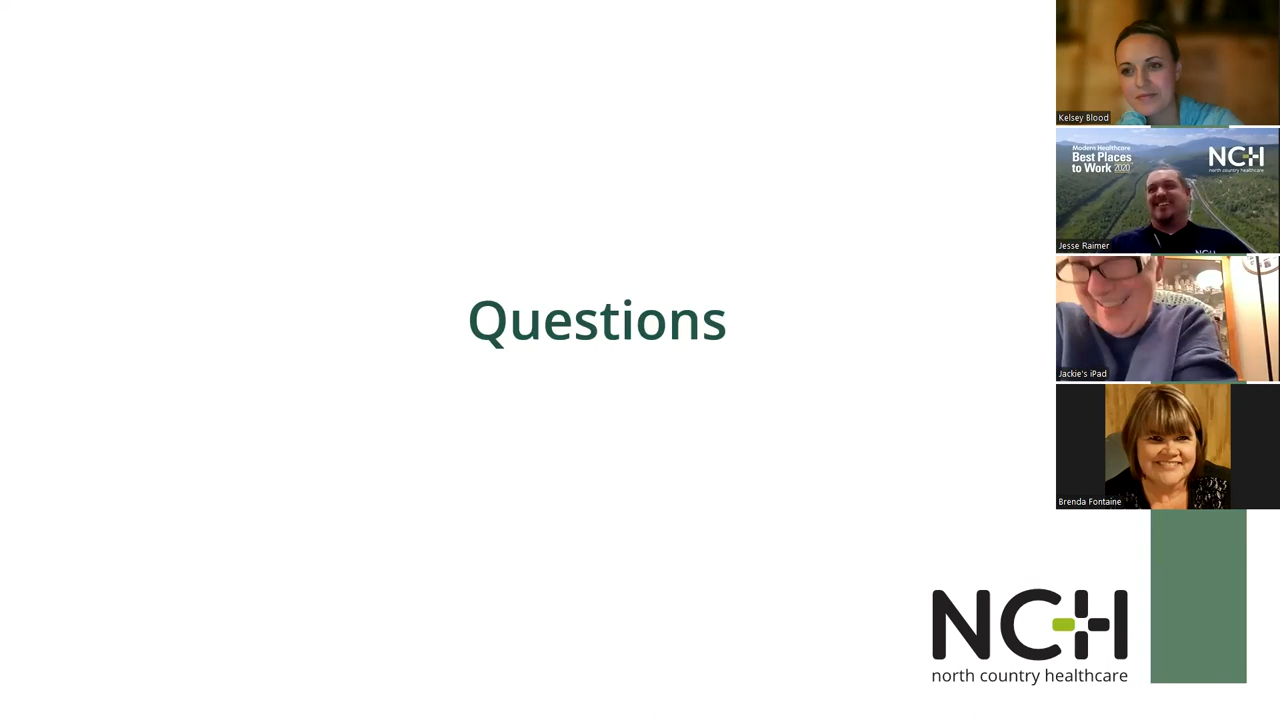 Questions
Kelsey Blood
Modern Healthcare
Best Places
to Work 2020
NCH
north country healthcare
Jesse Raimer
NCH
Jackie's iPad
Brenda Fontaine
NCH
north country healthcare